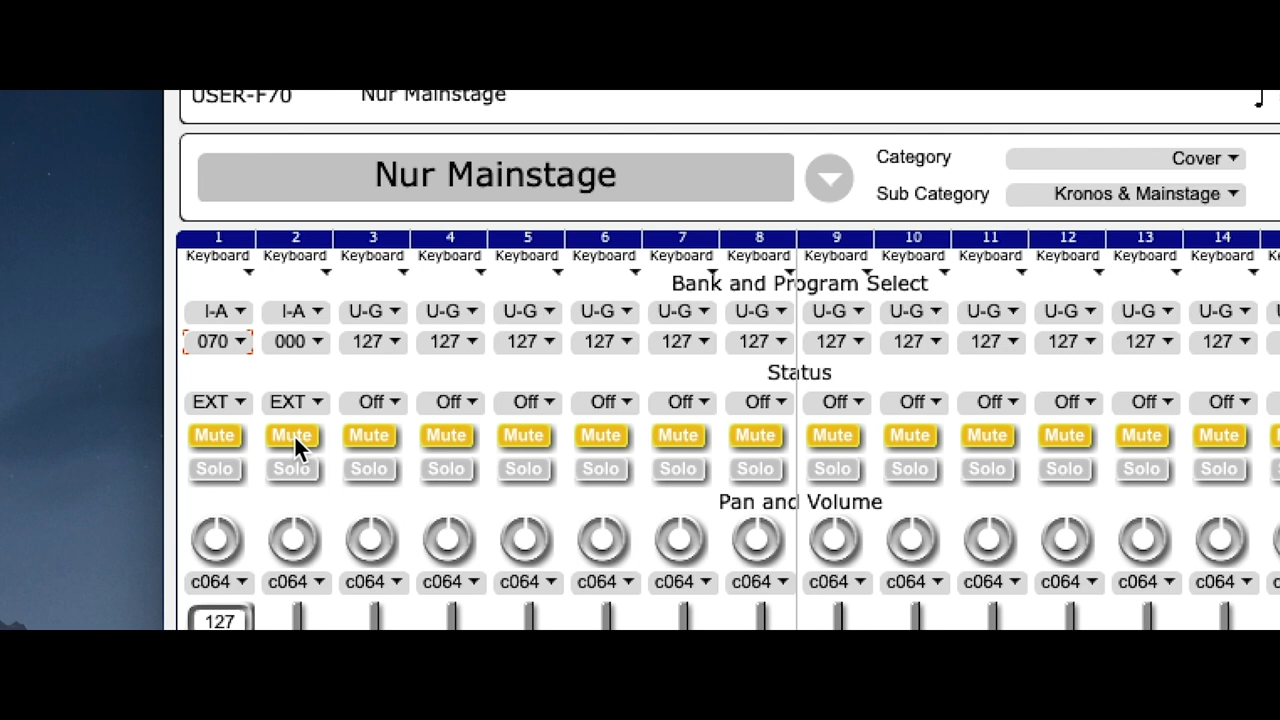 USER-F70 Nur Mainstage
Nur Mainstage
Category Cover
Sub Category Kronos & Mainstage
1 2 3 4 5 6 7 8 9 10 11 12 13 14
Keyboard Keyboard Keyboard Keyboard Keyboard Keyboard Keyboard Keyboard Keyboard Keyboard Keyboard Keyboard Keyboard Keyboard
Bank and Program Select
I-A I-A U-G U-G U-G U-G U-G U-G U-G U-G U-G U-G U-G U-G
070 000 127 127 127 127 127 127 127 127 127 127 127 127
Status
EXT EXT Off Off Off Off Off Off Off Off Off Off Off Off
Mute Mute Mute Mute Mute Mute Mute Mute Mute Mute Mute Mute Mute Mute
Solo Solo Solo Solo Solo Solo Solo Solo Solo Solo Solo Solo Solo Solo
Pan and Volume
c064 c064 c064 c064 c064 c064 c064 c064 c064 c064 c064 c064 c064 c064
127